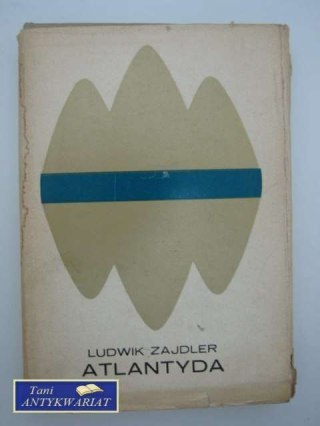 LUDWIK ZAJDLER
ATLANTYDA
Tani
ANTYKWARIAT